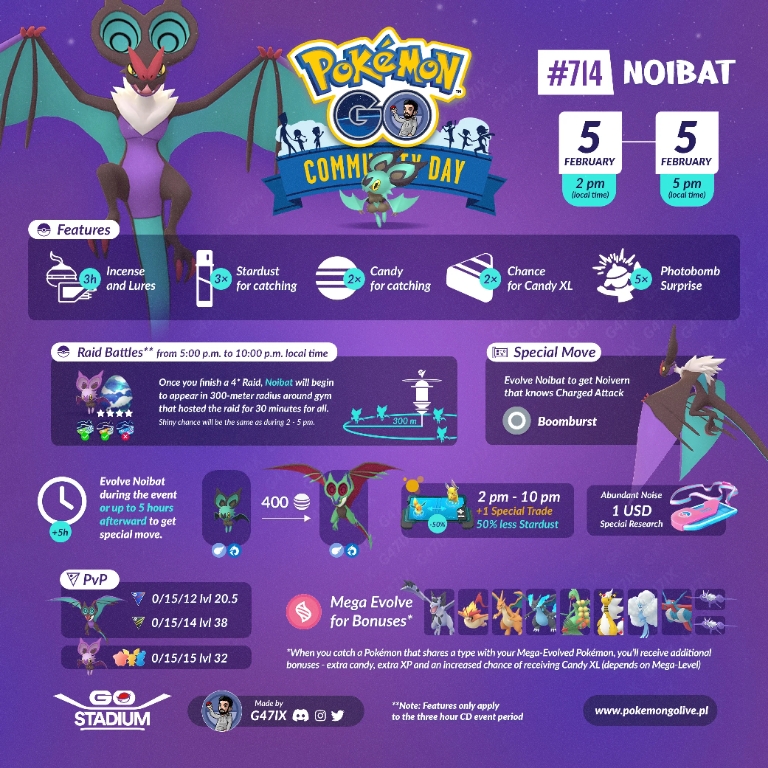 POKÉMON
GO
COMMUNITY DAY
#714 NOIBAT
5
FEBRUARY
2 pm
(local time)
5
FEBRUARY
5 pm
(local time)
Features
3h
Incense
and Lures
3×
Stardust
for catching
2×
Candy
for catching
2×
Chance
for Candy XL
5×
Photobomb
Surprise
Raid Battles** from 5:00 p.m. to 10:00 p.m. local time
Once you finish a 4* Raid, Noibat will begin
to appear in 300-meter radius around gym
that hosted the raid for 30 minutes for all.
Shiny chance will be the same as during 2 - 5 pm.
300 m
Special Move
Evolve Noibat to get Noivern
that knows Charged Attack
Boomburst
+5h
Evolve Noibat
during the event
or up to 5 hours
afterward to get
special move.
400
-50%
2 pm - 10 pm
+1 Special Trade
50% less Stardust
Abundant Noise
1 USD
Special Research
PvP
0/15/12 lvl 20.5
0/15/14 lvl 38
0/15/15 lvl 32
Mega Evolve
for Bonuses*
*When you catch a Pokémon that shares a type with your Mega-Evolved Pokémon, you'll receive additional
bonuses - extra candy, extra XP and an increased chance of receiving Candy XL (depends on Mega-Level)
GO
STADIUM
Made by
G47IX
**Note: Features only apply
to the three hour CD event period
www.pokemongolive.pl